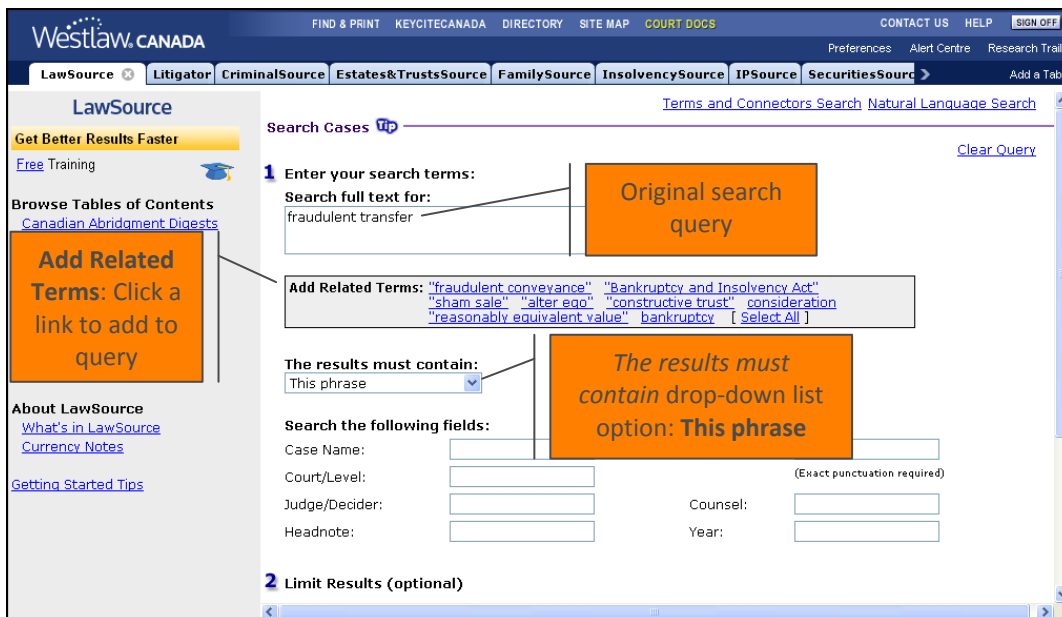 Westlaw. CANADA
FIND & PRINT KEYCITECANADA DIRECTORY SITE MAP COURT DOCS
CONTACT US HELP SIGN OFF
Preferences Alert Centre Research Trail
LawSource Litigator CriminalSource Estates&TrustsSource FamilySource InsolvencySource IPSource SecuritiesSourc
Add a Tab
LawSource
Get Better Results Faster
Free Training
Browse Tables of Contents
Canadian Abridgment Digests
Add Related
Terms: Click a
link to add to
query
About LawSource
What's in LawSource
Currency Notes
Getting Started Tips
Terms and Connectors Search Natural Language Search
Search Cases Tip
Clear Query
1 Enter your search terms:
Search full text for:
fraudulent transfer
Original search
query
Add Related Terms: "fraudulent conveyance" "Bankruptcy and Insolvency Act"
"sham sale" "alter ego" "constructive trust" consideration
"reasonably equivalent value" bankruptcy [ Select All ]
The results must contain:
This phrase
The results must
contain drop-down list
option: This phrase
Search the following fields:
Case Name:
(Exact punctuation required)
Court/Level:
Judge/Decider:
Counsel:
Headnote:
Year:
2 Limit Results (optional)